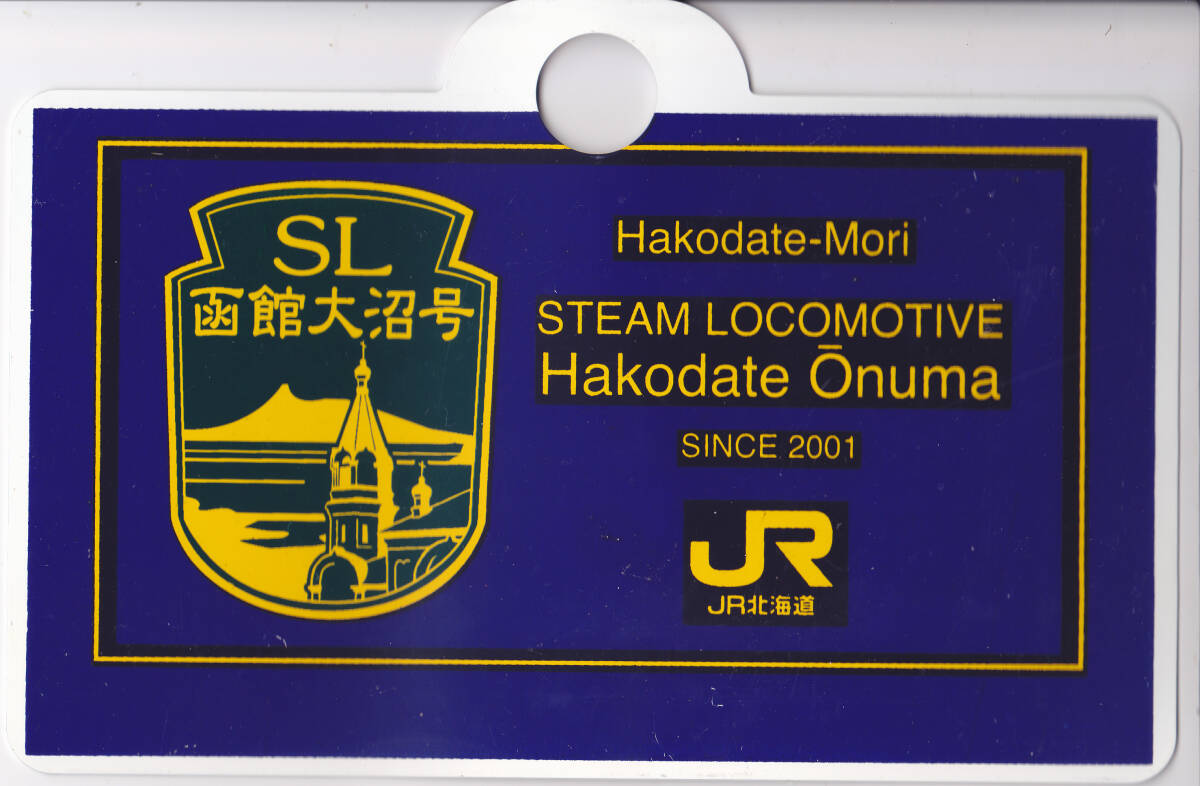 SL
函館大沼号
Hakodate-Mori
STEAM LOCOMOTIVE
Hakodate Ōnuma
SINCE 2001
JR
JR北海道